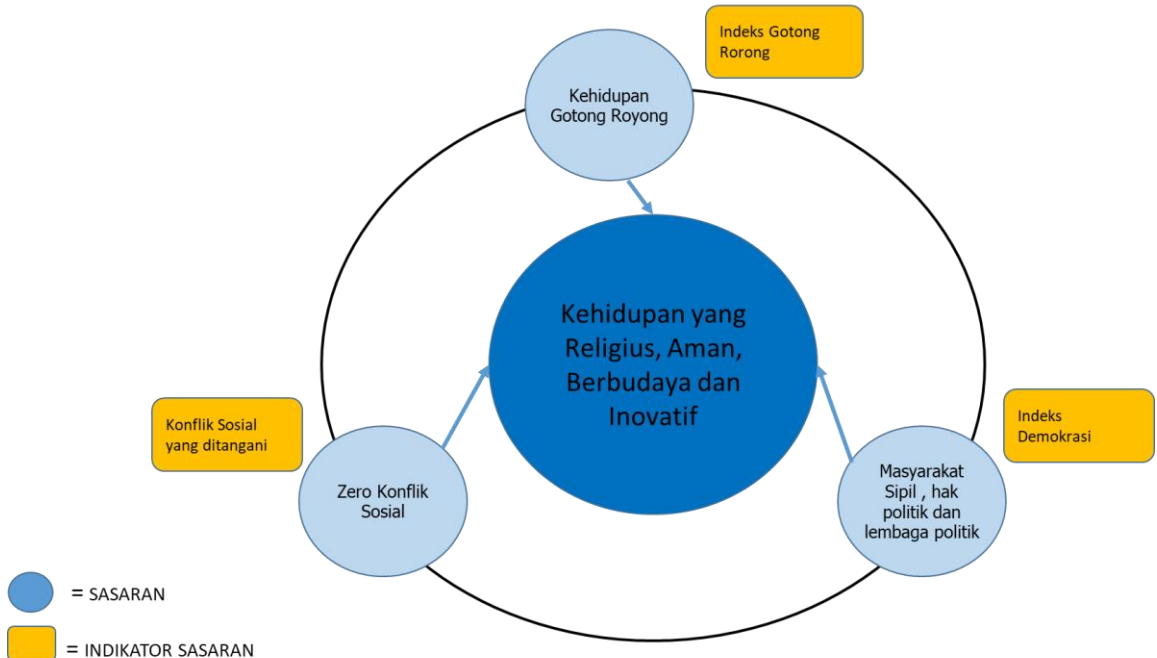 Indeks Gotong
Rorong
Kehidupan
Gotong Royong
Kehidupan yang
Religius, Aman,
Berbudaya dan
Inovatif
Konflik Sosial
yang ditangani
Indeks
Demokrasi
Zero Konflik
Sosial
Masyarakat
Sipil , hak
politik dan
lembaga politik
= SASARAN
= INDIKATOR SASARAN